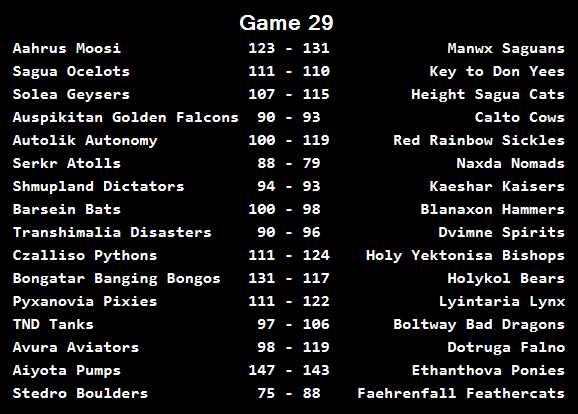 Game 29
Aahrus Moosi 123 - 131 Manwx Saguans
Sagua Ocelots 111 - 110 Key to Don Yees
Solea Geysers 107 - 115 Height Sagua Cats
Auspikitan Golden Falcons 90 - 93 Calto Cows
Autolik Autonomy 100 - 119 Red Rainbow Sickles
Serkr Atolls 88 - 79 Naxda Nomads
Shmupland Dictators 94 - 93 Kaeshar Kaisers
Barsein Bats 100 - 98 Blanaxon Hammers
Transhimalia Disasters 90 - 96 Dvimne Spirits
Czalliso Pythons 111 - 124 Holy Yektonisa Bishops
Bongatar Banging Bongos 131 - 117 Holykol Bears
Pyxanovia Pixies 111 - 122 Lyintaria Lynx
TND Tanks 97 - 106 Boltway Bad Dragons
Avura Aviators 98 - 119 Dotruga Falno
Aiyota Pumps 147 - 143 Ethanthova Ponies
Stedro Boulders 75 - 88 Faehrenfall Feathercats